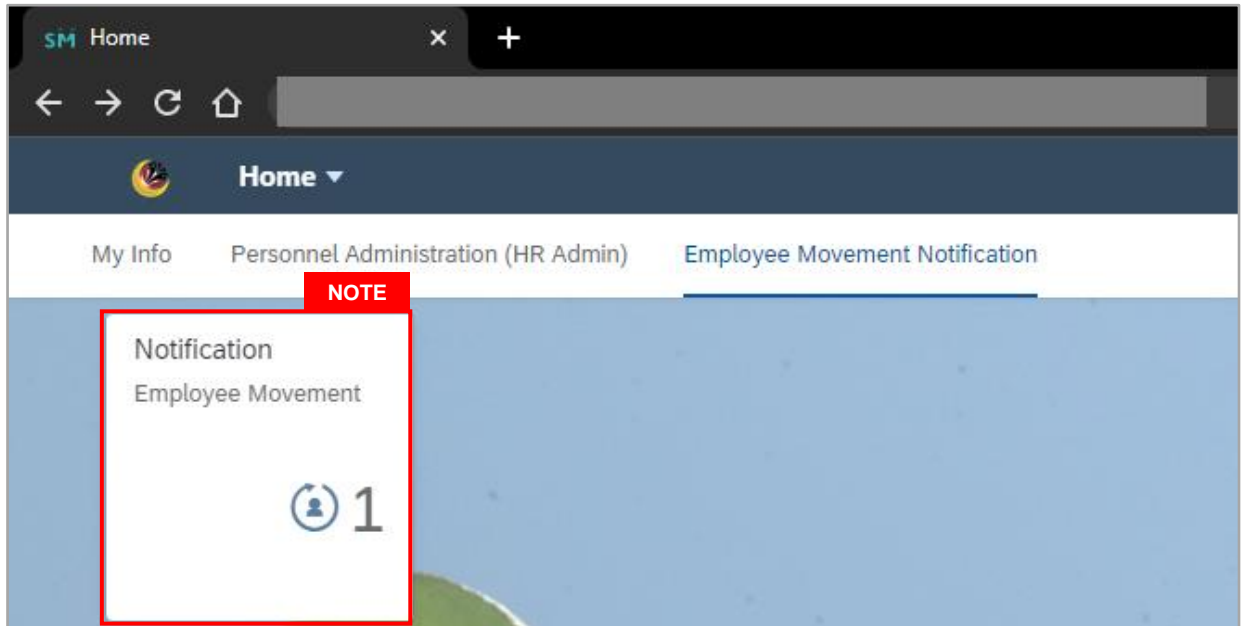 SM Home
Home
My Info Personnel Administration (HR Admin) Employee Movement Notification
NOTE
Notification
Employee Movement
1